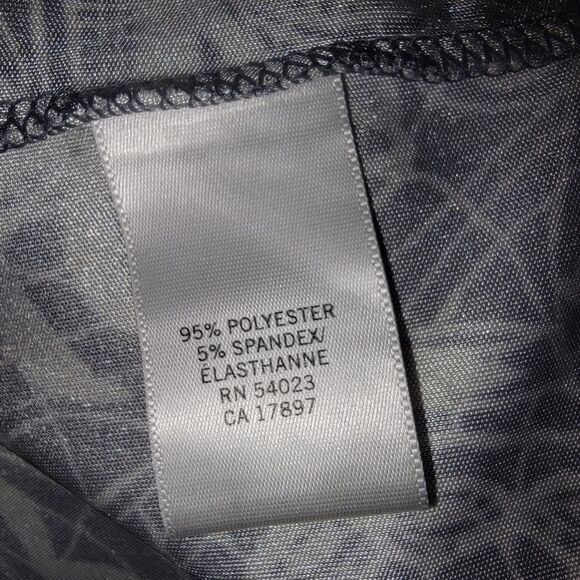 95% POLYESTER
5% SPANDEX/
ÉLASTHANNE
RN 54023
CA 17897